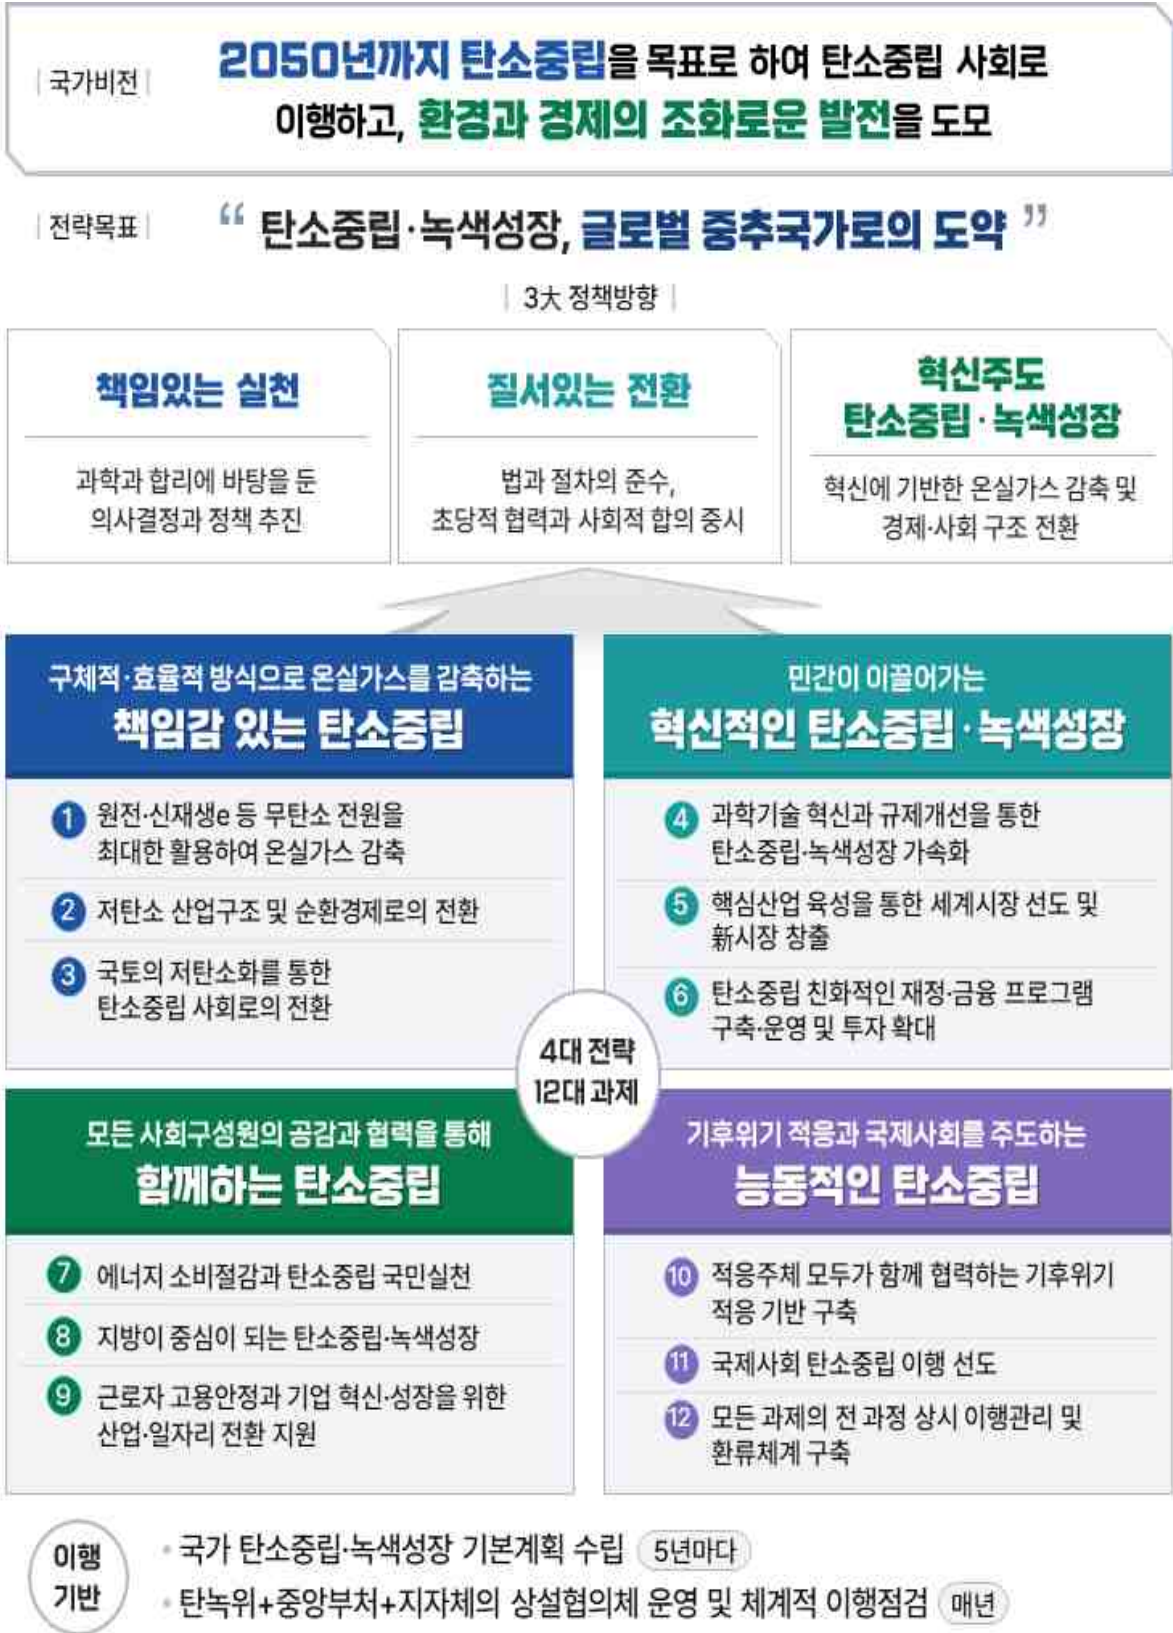 국가비전
2050년까지 탄소중립을 목표로 하여 탄소중립 사회로
이행하고, 환경과 경제의 조화로운 발전을 도모
전략목표
“ 탄소중립·녹색성장, 글로벌 중추국가로의 도약 ”
3大 정책방향
책임있는 실천
과학과 합리에 바탕을 둔
의사결정과 정책 추진
질서있는 전환
법과 절차의 준수,
초당적 협력과 사회적 합의 중시
혁신주도
탄소중립·녹색성장
혁신에 기반한 온실가스 감축 및
경제·사회 구조 전환
구체적·효율적 방식으로 온실가스를 감축하는
책임감 있는 탄소중립
1 원전·신재생e 등 무탄소 전원을
최대한 활용하여 온실가스 감축
2 저탄소 산업구조 및 순환경제로의 전환
3 국토의 저탄소화를 통한
탄소중립 사회로의 전환
민간이 이끌어가는
혁신적인 탄소중립·녹색성장
4 과학기술 혁신과 규제개선을 통한
탄소중립·녹색성장 가속화
5 핵심산업 육성을 통한 세계시장 선도 및
新시장 창출
6 탄소중립 친화적인 재정·금융 프로그램
구축·운영 및 투자 확대
4대 전략
12대 과제
모든 사회구성원의 공감과 협력을 통해
함께하는 탄소중립
7 에너지 소비절감과 탄소중립 국민실천
8 지방이 중심이 되는 탄소중립·녹색성장
9 근로자 고용안정과 기업 혁신·성장을 위한
산업·일자리 전환 지원
기후위기 적응과 국제사회를 주도하는
능동적인 탄소중립
10 적응주체 모두가 함께 협력하는 기후위기
적응 기반 구축
11 국제사회 탄소중립 이행 선도
12 모든 과제의 전 과정 상시 이행관리 및
환류체계 구축
이행
기반
• 국가 탄소중립·녹색성장 기본계획 수립 5년마다
• 탄녹위+중앙부처+지자체의 상설협의체 운영 및 체계적 이행점검 매년